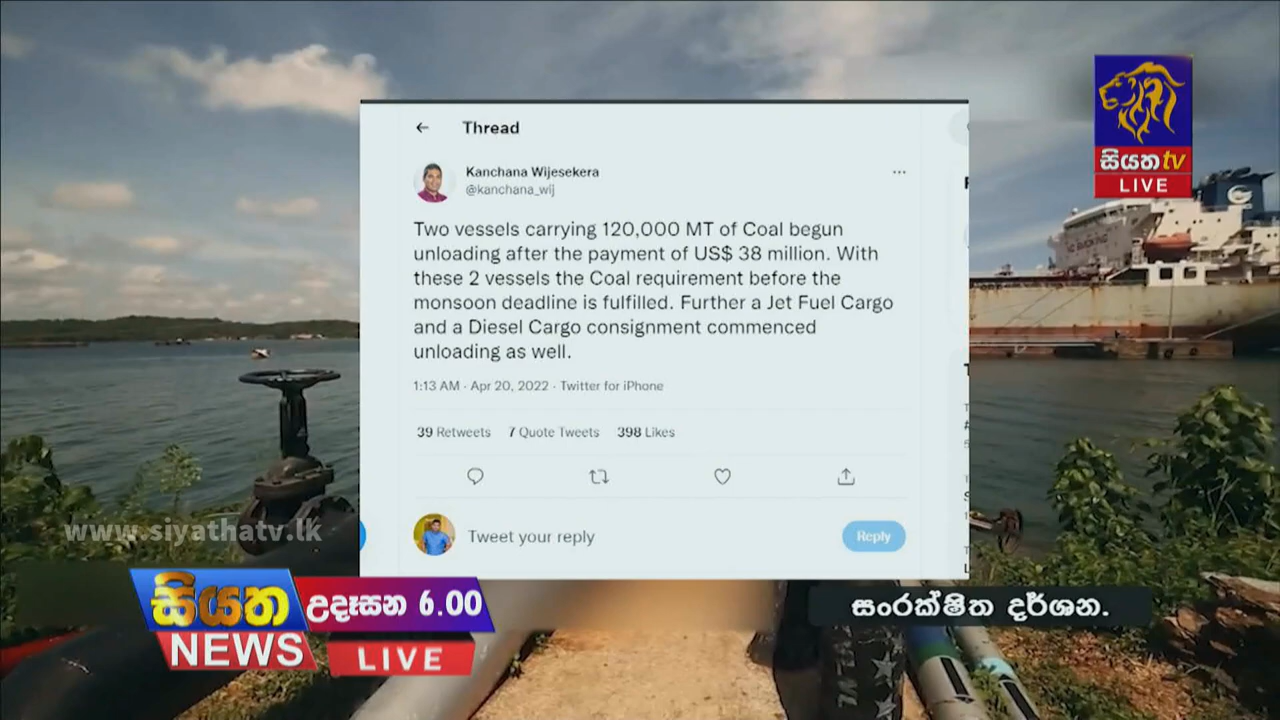 Thread
Kanchana Wijesekera
@kanchana_wij
Two vessels carrying 120,000 MT of Coal begun
unloading after the payment of US$ 38 million. With
these 2 vessels the Coal requirement before the
monsoon deadline is fulfilled. Further a Jet Fuel Cargo
and a Diesel Cargo consignment commenced
unloading as well.
1:13 AM · Apr 20, 2022 · Twitter for iPhone
39 Retweets 7 Quote Tweets 398 Likes
Tweet your reply
Reply
සියත tv
LIVE
NO SMOKING
www.siyathatv.lk
සියත
NEWS
උදෑසන 6.00
LIVE
සංරක්ෂිත දර්ශන.